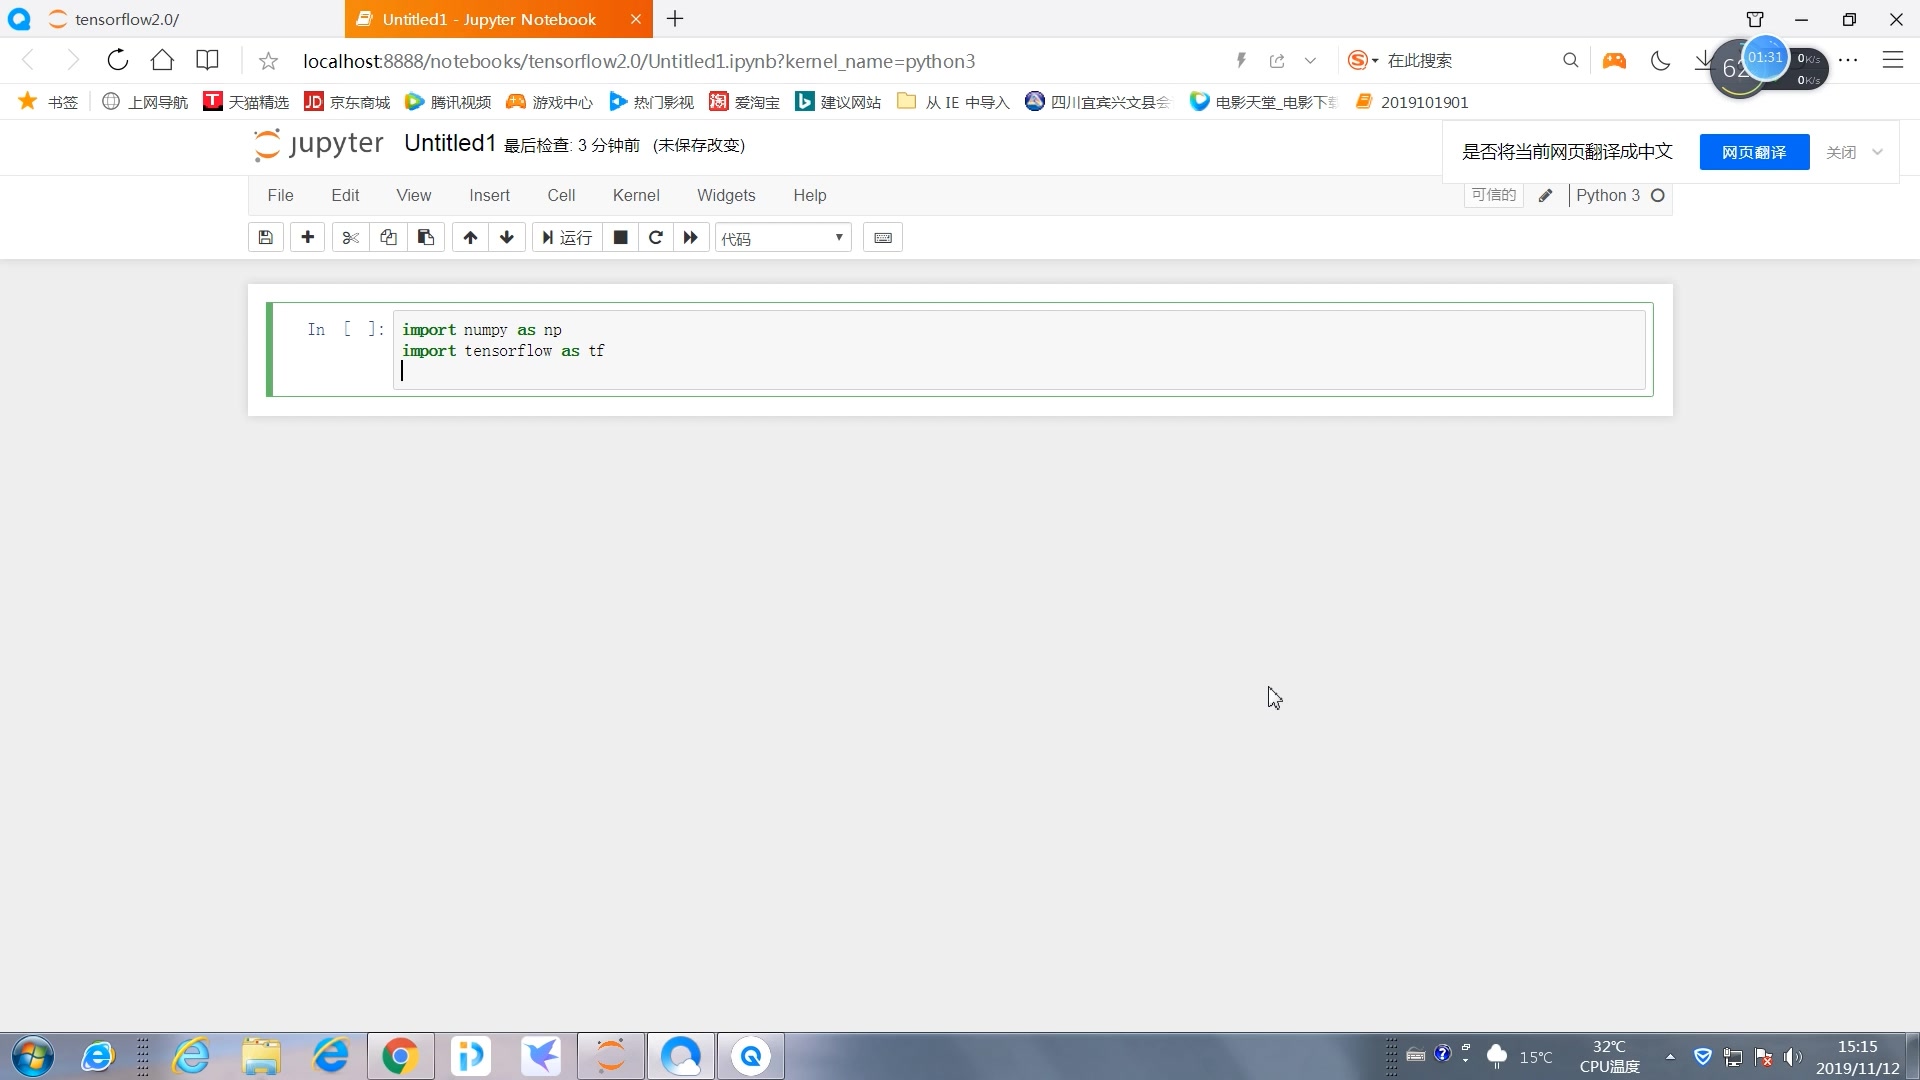 tensorflow2.0/
Untitled1 - Jupyter Notebook
localhost:8888/notebooks/tensorflow2.0/Untitled1.ipynb?kernel_name=python3
在此搜索
01:31
0K/s
0K/s
书签 上网导航 天猫精选 京东商城 腾讯视频 游戏中心 热门影视 爱淘宝 建议网站 从 IE 中导入 四川宜宾兴文县会 电影天堂_电影下载 2019101901
jupyter Untitled1 最后检查: 3 分钟前 (未保存改变)
是否将当前网页翻译成中文 网页翻译 关闭
File Edit View Insert Cell Kernel Widgets Help
可信的 Python 3
运行 代码
In [ ]: import numpy as np
import tensorflow as tf
15℃
32℃
CPU温度
15:15
2019/11/12